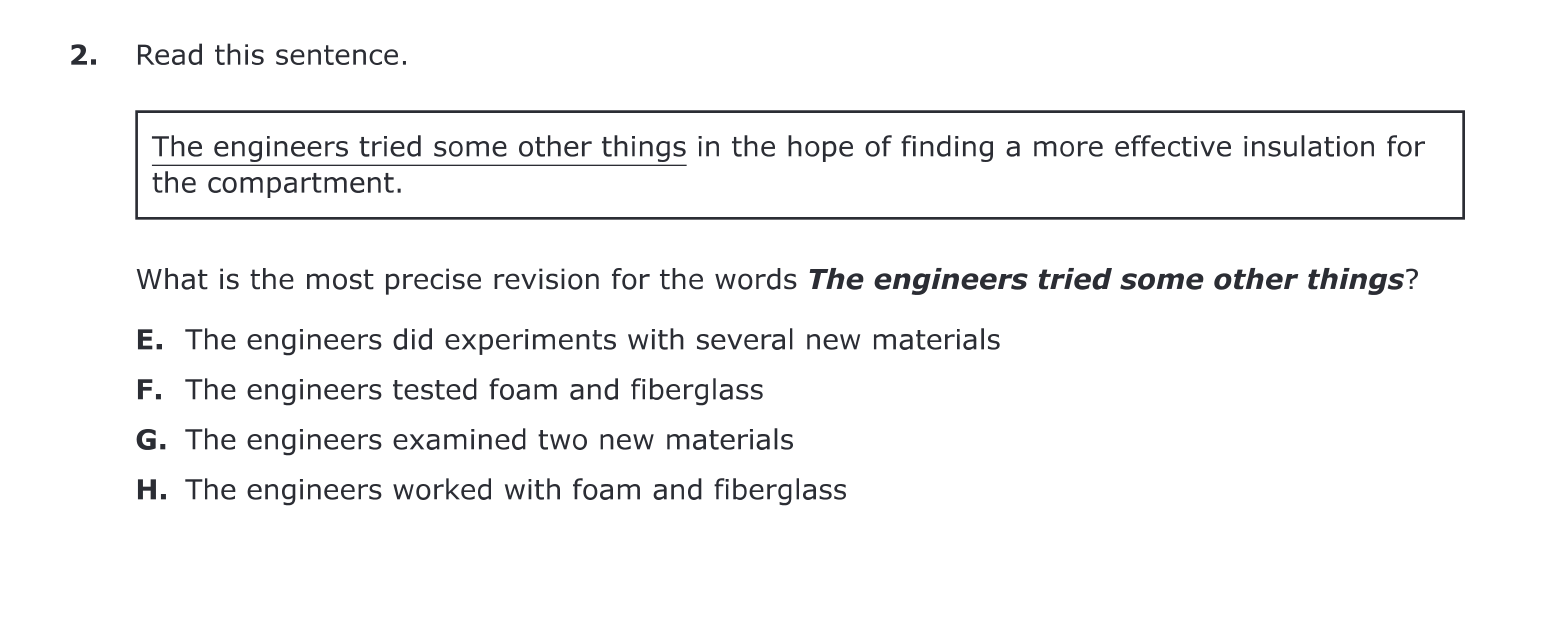 2. Read this sentence.
The engineers tried some other things in the hope of finding a more effective insulation for
the compartment.
What is the most precise revision for the words The engineers tried some other things?
E. The engineers did experiments with several new materials
F. The engineers tested foam and fiberglass
G. The engineers examined two new materials
H. The engineers worked with foam and fiberglass